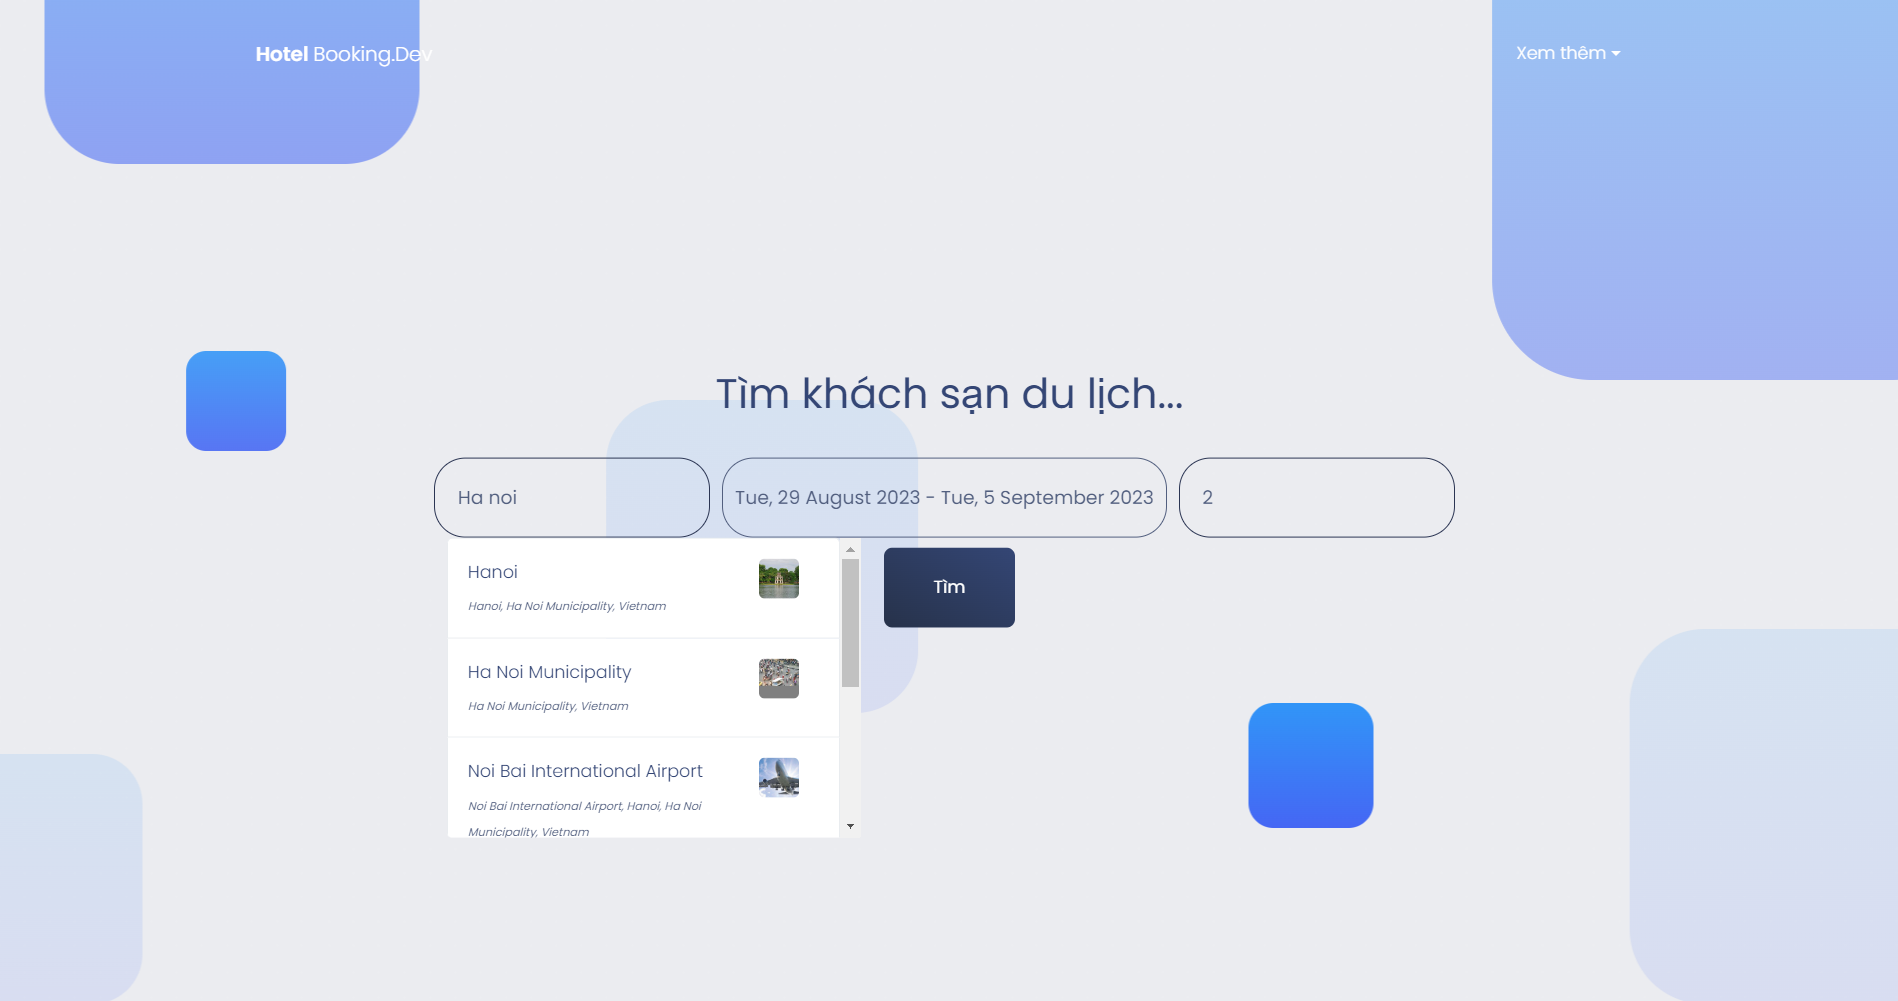 Hotel Booking.Dev
Xem thêm
Tìm khách sạn du lịch...
Ha noi
Tue, 29 August 2023 - Tue, 5 September 2023
2
Hanoi
Hanoi, Ha Noi Municipality, Vietnam
Tìm
Ha Noi Municipality
Ha Noi Municipality, Vietnam
Noi Bai International Airport
Noi Bai International Airport, Hanoi, Ha Noi
Municipality, Vietnam